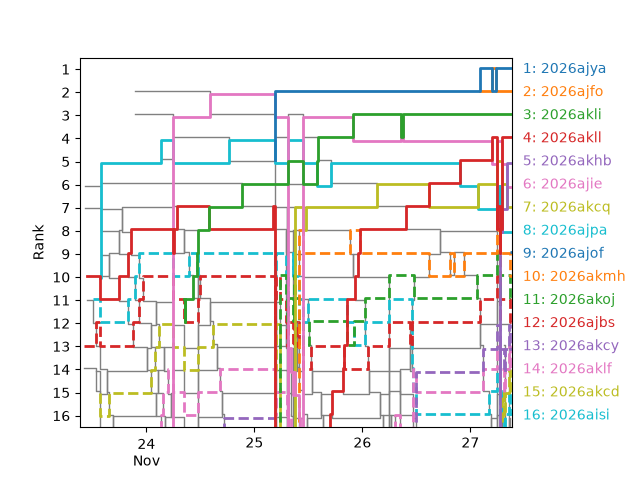 1
2
3
4
5
6
7
8
9
10
11
12
13
14
15
16
Rank
24
25
26
27
Nov
1: 2026ajya
2: 2026ajfo
3: 2026akli
4: 2026akll
5: 2026akhb
6: 2026ajie
7: 2026akcq
8: 2026ajpa
9: 2026ajof
10: 2026akmh
11: 2026akoj
12: 2026ajbs
13: 2026akcy
14: 2026aklf
15: 2026akcd
16: 2026aisi